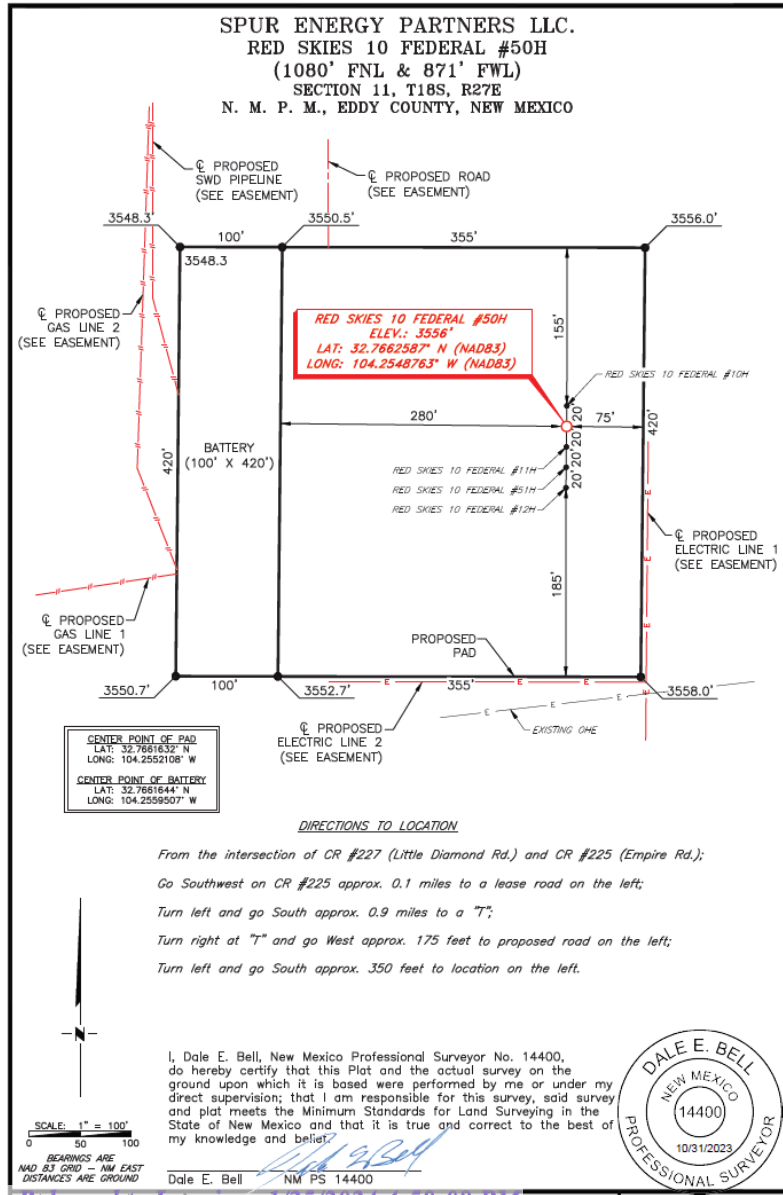 SPUR ENERGY PARTNERS LLC.
RED SKIES 10 FEDERAL #50H
(1080' FNL & 871' FWL)
SECTION 11, T18S, R27E
N. M. P. M., EDDY COUNTY, NEW MEXICO
℄ PROPOSED
SWD PIPELINE
(SEE EASEMENT)
℄ PROPOSED ROAD
(SEE EASEMENT)
3548.3'
100'
3550.5'
355'
3556.0'
3548.3
℄ PROPOSED
GAS LINE 2
(SEE EASEMENT)
RED SKIES 10 FEDERAL #50H
ELEV.: 3556'
LAT: 32.7662587° N (NAD83)
LONG: 104.2548763° W (NAD83)
155'
RED SKIES 10 FEDERAL #10H
20'
280'
75'
420'
20'
BATTERY
(100' X 420')
420'
20'
RED SKIES 10 FEDERAL #11H
RED SKIES 10 FEDERAL #51H
20'
RED SKIES 10 FEDERAL #12H
℄ PROPOSED
ELECTRIC LINE 1
(SEE EASEMENT)
185'
℄ PROPOSED
GAS LINE 1
(SEE EASEMENT)
PROPOSED
PAD
E
E
E
3550.7'
100'
3552.7'
E
355'
E
E
3558.0'
℄ PROPOSED
ELECTRIC LINE 2
(SEE EASEMENT)
E
E
E
EXISTING OHE
CENTER POINT OF PAD
LAT: 32.7661632° N
LONG: 104.2552108° W
CENTER POINT OF BATTERY
LAT: 32.7661644° N
LONG: 104.2559507° W
DIRECTIONS TO LOCATION
From the intersection of CR #227 (Little Diamond Rd.) and CR #225 (Empire Rd.);
Go Southwest on CR #225 approx. 0.1 miles to a lease road on the left;
Turn left and go South approx. 0.9 miles to a "T";
Turn right at "T" and go West approx. 175 feet to proposed road on the left;
Turn left and go South approx. 350 feet to location on the left.
N
I, Dale E. Bell, New Mexico Professional Surveyor No. 14400,
do hereby certify that this Plat and the actual survey on the
ground upon which it is based were performed by me or under my
direct supervision; that I am responsible for this survey, said survey
and plat meets the Minimum Standards for Land Surveying in the
State of New Mexico and that it is true and correct to the best of
my knowledge and belief.
Dale E. Bell NM PS 14400
SCALE: 1" = 100'
0 50 100
BEARINGS ARE
NAD 83 GRID – NM EAST
DISTANCES ARE GROUND
DALE E. BELL
NEW MEXICO
14400
10/31/2023
PROFESSIONAL SURVEYOR